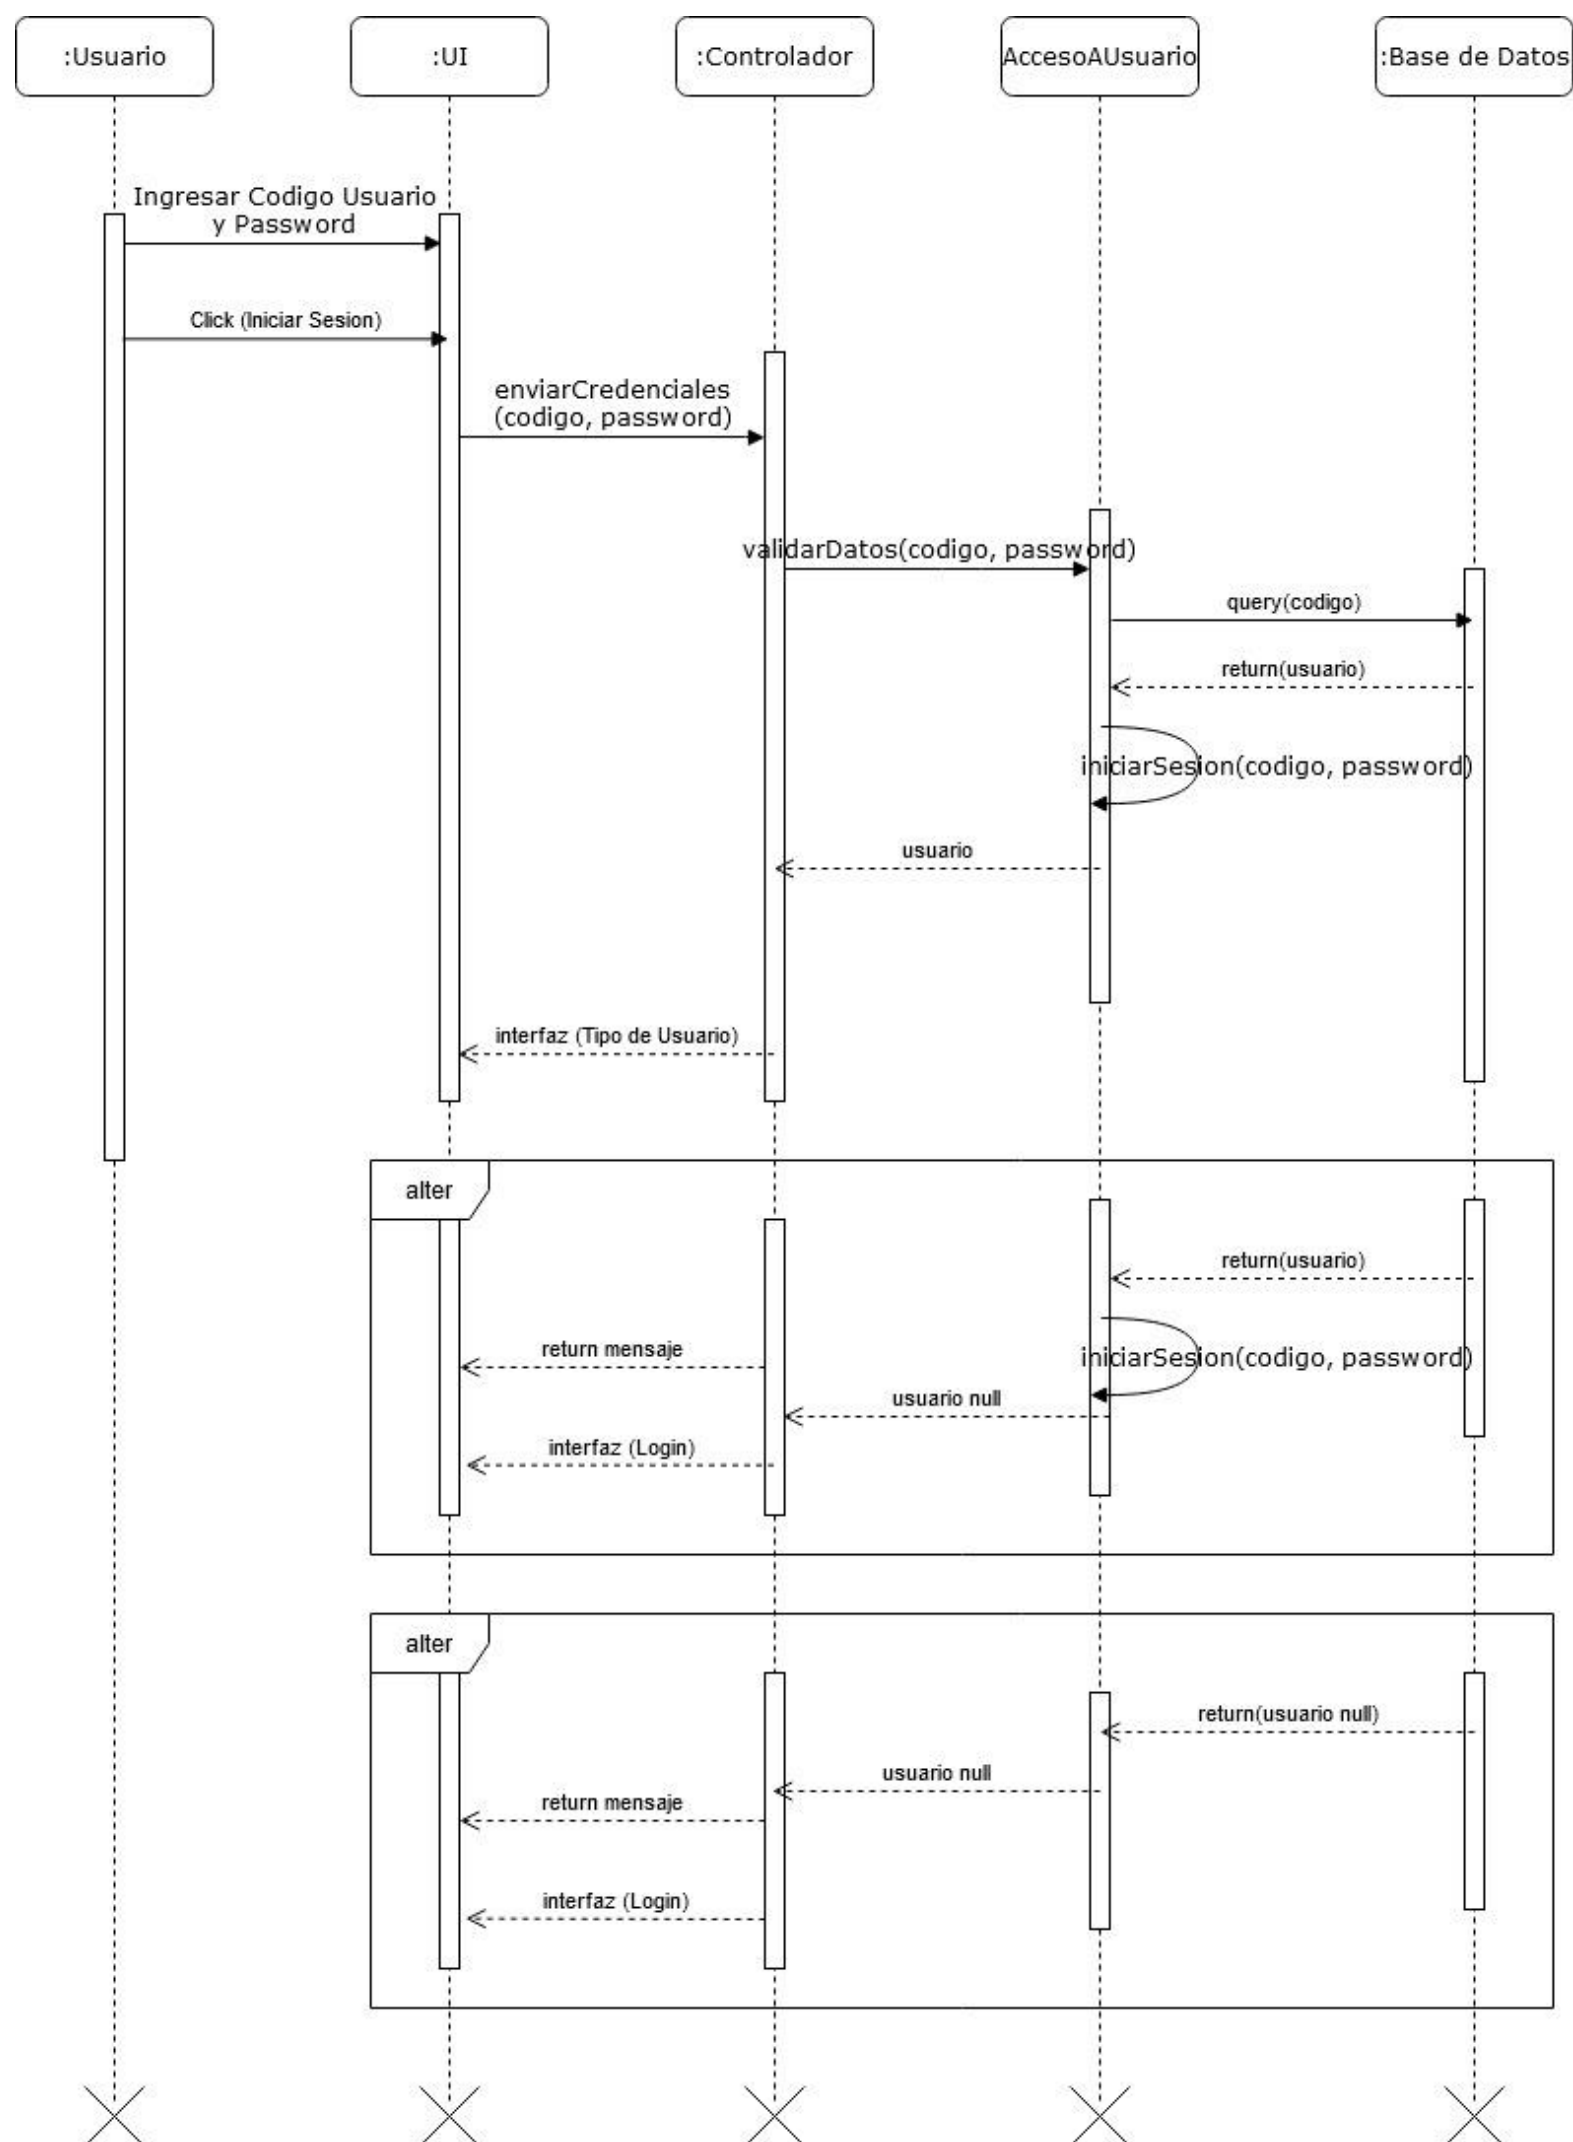 :Usuario
:UI
:Controlador
AccesoAUsuario
:Base de Datos
Ingresar Codigo Usuario
y Password
Click (Iniciar Sesion)
enviarCredenciales
(codigo, password)
validarDatos(codigo, password)
query(codigo)
return(usuario)
iniciarSesion(codigo, password)
usuario
interfaz (Tipo de Usuario)
alter
return(usuario)
return mensaje
iniciarSesion(codigo, password)
usuario null
interfaz (Login)
alter
return(usuario null)
usuario null
return mensaje
interfaz (Login)